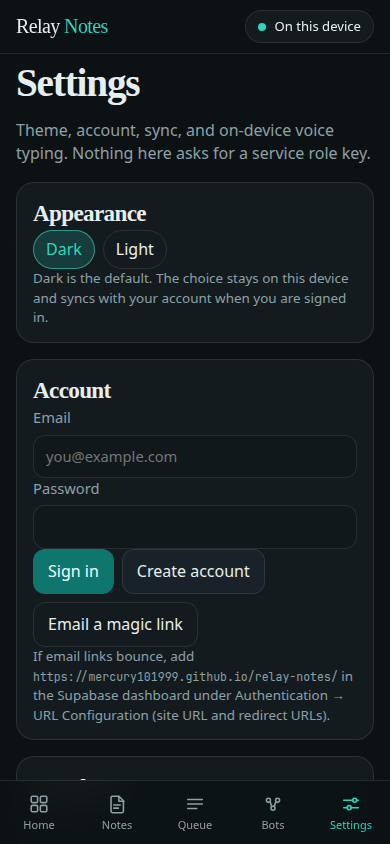 Relay Notes
On this device
Settings
Theme, account, sync, and on-device voice
typing. Nothing here asks for a service role key.
Appearance
Dark
Light
Dark is the default. The choice stays on this device
and syncs with your account when you are signed
in.
Account
Email
you@example.com
Password
Sign in
Create account
Email a magic link
If email links bounce, add
https://mercury101999.github.io/relay-notes/ in
the Supabase dashboard under Authentication →
URL Configuration (site URL and redirect URLs).
Home
Notes
Queue
Bots
Settings